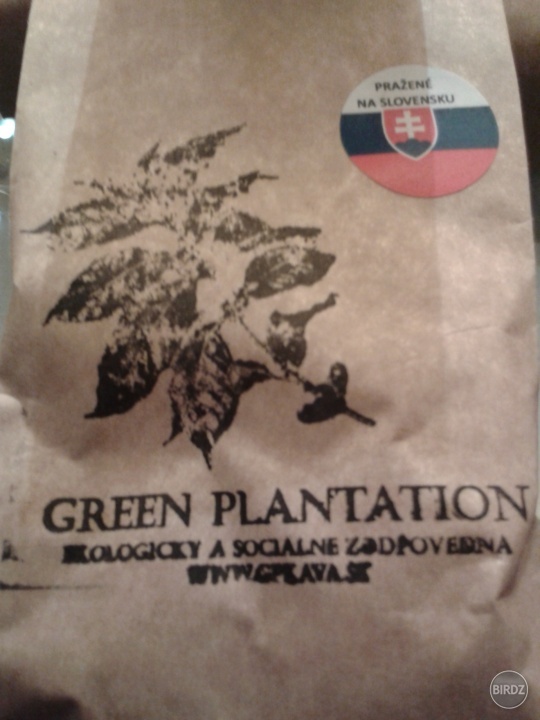 PRAŽENÉ
NA SLOVENSKU
GREEN PLANTATION
EKOLOGICKY A SOCIALNE ZODPOVEDNA
WWW.GPKAVA.SK
BIRDZ